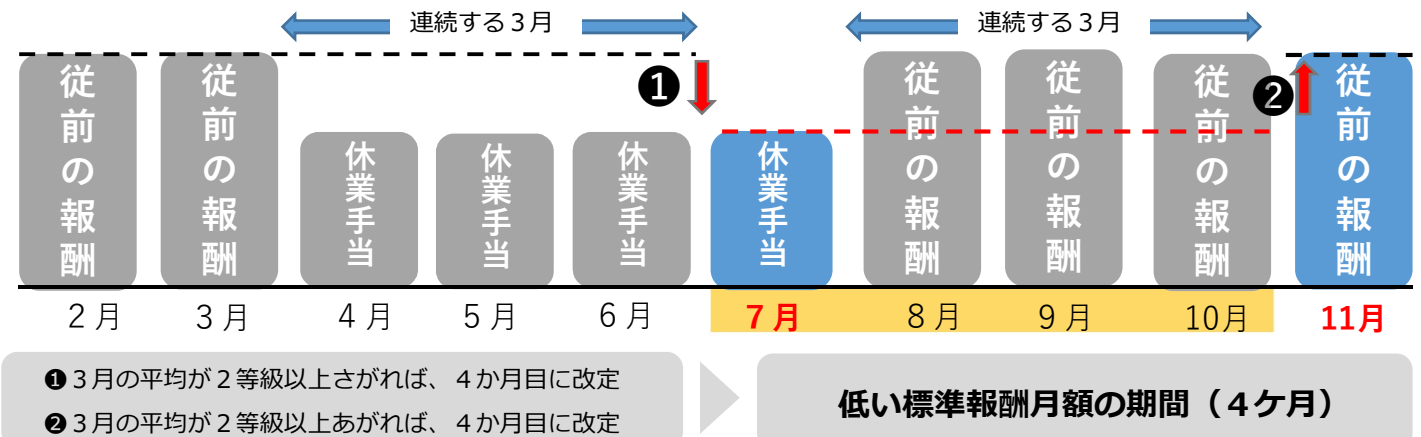 連続する3月
連続する3月
❶
❷
従前の報酬
従前の報酬
休業手当
休業手当
休業手当
休業手当
従前の報酬
従前の報酬
従前の報酬
従前の報酬
2月
3月
4月
5月
6月
7月
8月
9月
10月
11月
❶3月の平均が2等級以上さがれば、4か月目に改定
❷3月の平均が2等級以上あがれば、4か月目に改定
低い標準報酬月額の期間(4ケ月)